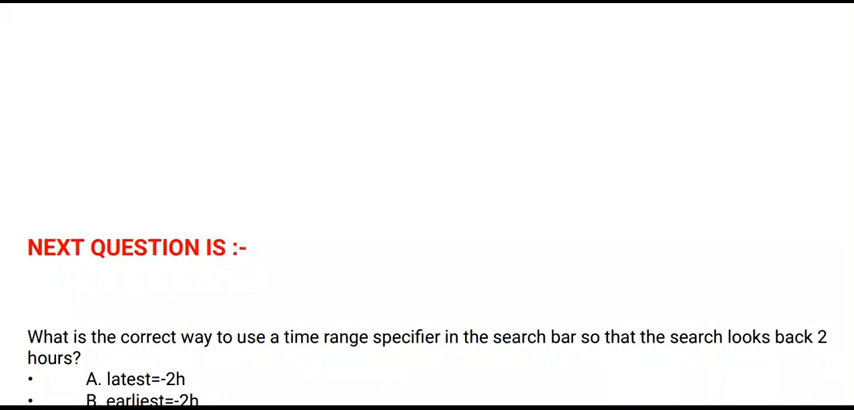 NEXT QUESTION IS :-
What is the correct way to use a time range specifier in the search bar so that the search looks back 2
hours?
• A. latest=-2h
• B. earliest=-2h